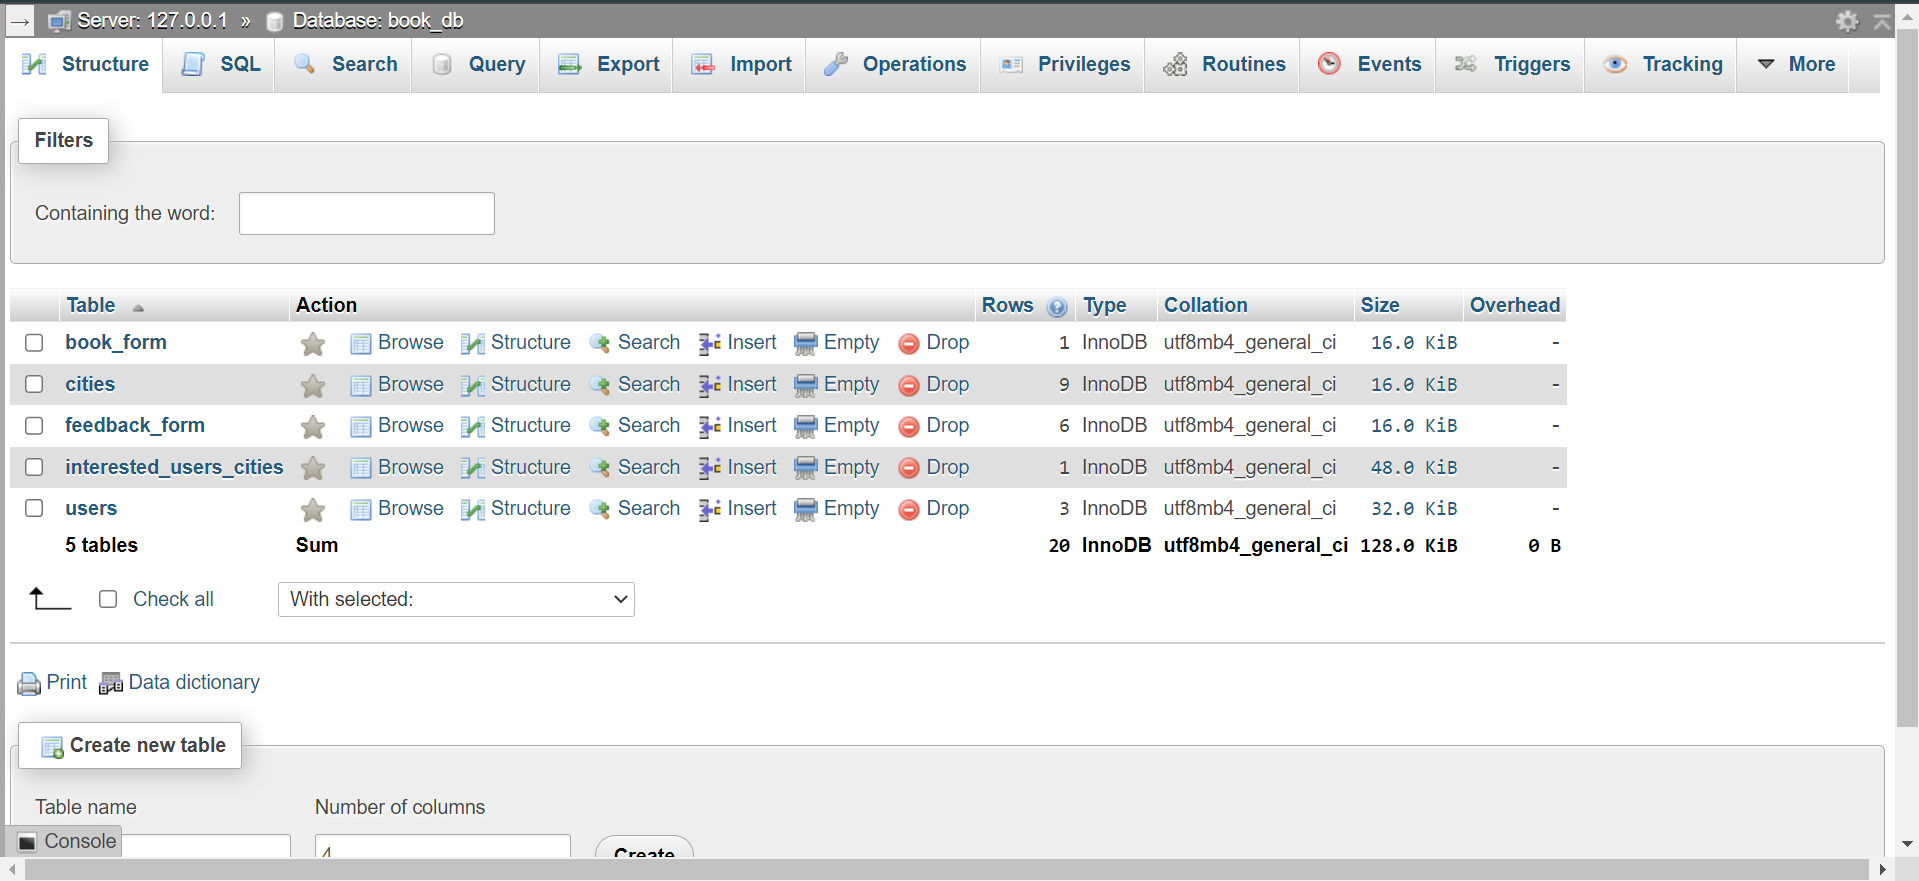 Server: 127.0.0.1 » Database: book_db
Structure SQL Search Query Export Import Operations Privileges Routines Events Triggers Tracking More
Filters
Containing the word:
Table Action Rows Type Collation Size Overhead
book_form Browse Structure Search Insert Empty Drop 1 InnoDB utf8mb4_general_ci 16.0 KiB -
cities Browse Structure Search Insert Empty Drop 9 InnoDB utf8mb4_general_ci 16.0 KiB -
feedback_form Browse Structure Search Insert Empty Drop 6 InnoDB utf8mb4_general_ci 16.0 KiB -
interested_users_cities Browse Structure Search Insert Empty Drop 1 InnoDB utf8mb4_general_ci 48.0 KiB -
users Browse Structure Search Insert Empty Drop 3 InnoDB utf8mb4_general_ci 32.0 KiB -
5 tables Sum 20 InnoDB utf8mb4_general_ci 128.0 KiB 0 B
Check all With selected:
Print Data dictionary
Create new table
Table name Number of columns
Console 4 Create